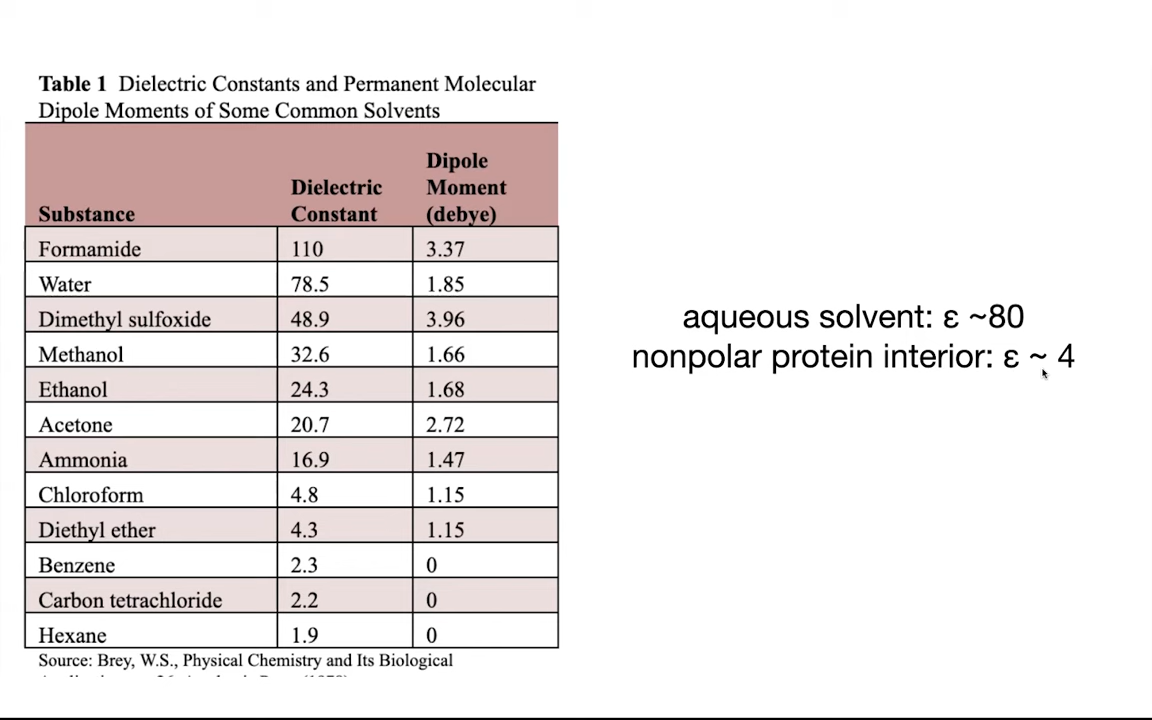 Table 1 Dielectric Constants and Permanent Molecular
Dipole Moments of Some Common Solvents
Substance Dielectric Constant Dipole Moment (debye)
Formamide 110 3.37
Water 78.5 1.85
Dimethyl sulfoxide 48.9 3.96
Methanol 32.6 1.66
Ethanol 24.3 1.68
Acetone 20.7 2.72
Ammonia 16.9 1.47
Chloroform 4.8 1.15
Diethyl ether 4.3 1.15
Benzene 2.3 0
Carbon tetrachloride 2.2 0
Hexane 1.9 0
Source: Brey, W.S., Physical Chemistry and Its Biological
aqueous solvent: ε ~80
nonpolar protein interior: ε ~ 4